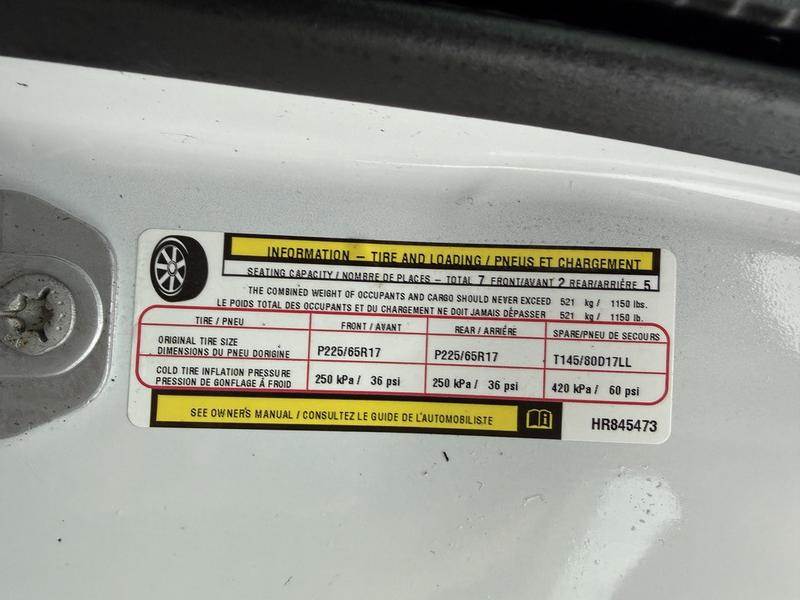 INFORMATION – TIRE AND LOADING / PNEUS ET CHARGEMENT
SEATING CAPACITY / NOMBRE DE PLACES – TOTAL 7 FRONT/AVANT 2 REAR/ARRIÈRE 5
THE COMBINED WEIGHT OF OCCUPANTS AND CARGO SHOULD NEVER EXCEED 521 kg / 1150 lbs.
LE POIDS TOTAL DES OCCUPANTS ET DU CHARGEMENT NE DOIT JAMAIS DÉPASSER 521 kg / 1150 lb.
TIRE / PNEU FRONT / AVANT REAR / ARRIÉRE SPARE/PNEU DE SECOURS
ORIGINAL TIRE SIZE
DIMENSIONS DU PNEU DORIGINE P225/65R17 P225/65R17 T145/80D17LL
COLD TIRE INFLATION PRESSURE
PRESSION DE GONFLAGE À FROID 250 kPa / 36 psi 250 kPa / 36 psi 420 kPa / 60 psi
SEE OWNER'S MANUAL / CONSULTEZ LE GUIDE DE L'AUTOMOBILISTE
HR845473